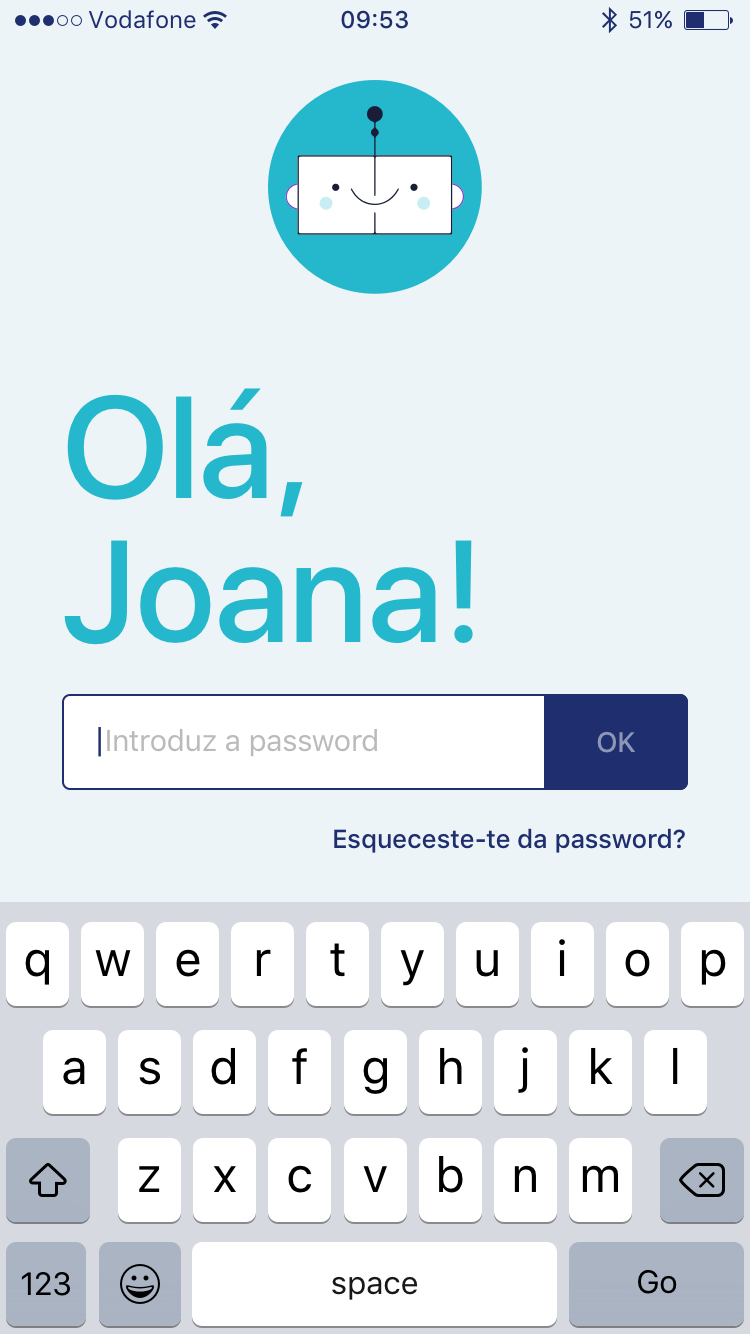 Vodafone 09:53 51%
Olá,
Joana!
Introduz a password OK
Esqueceste-te da password?
q w e r t y u i o p
a s d f g h j k l
z x c v b n m
123 space Go